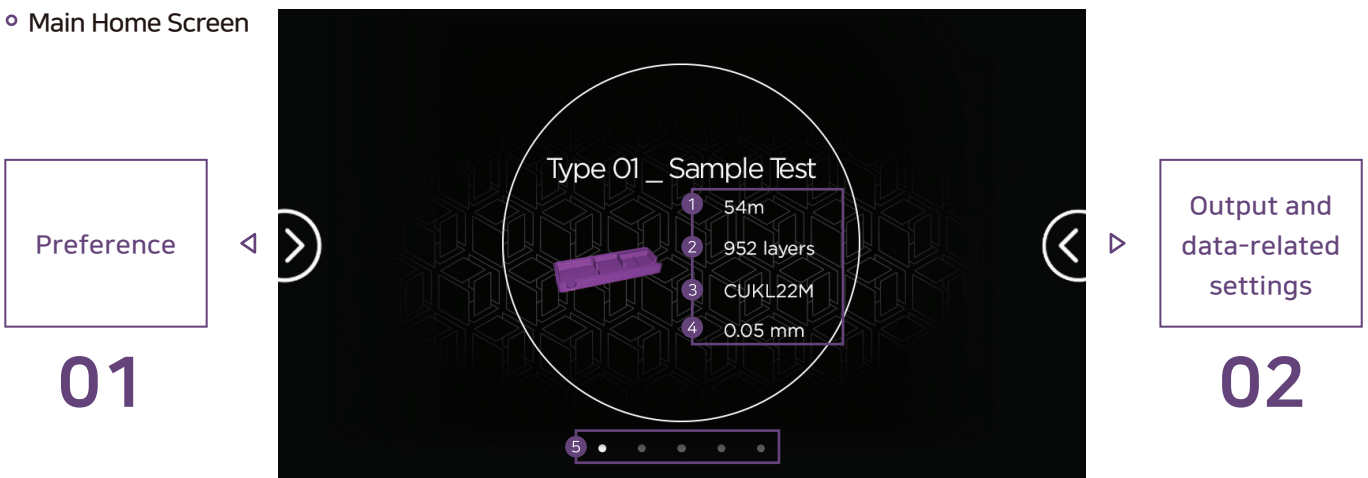 Main Home Screen
Type 01 _ Sample Test
1 54m
2 952 layers
3 CUKL22M
4 0.05 mm
5
Preference
01
Output and
data-related
settings
02